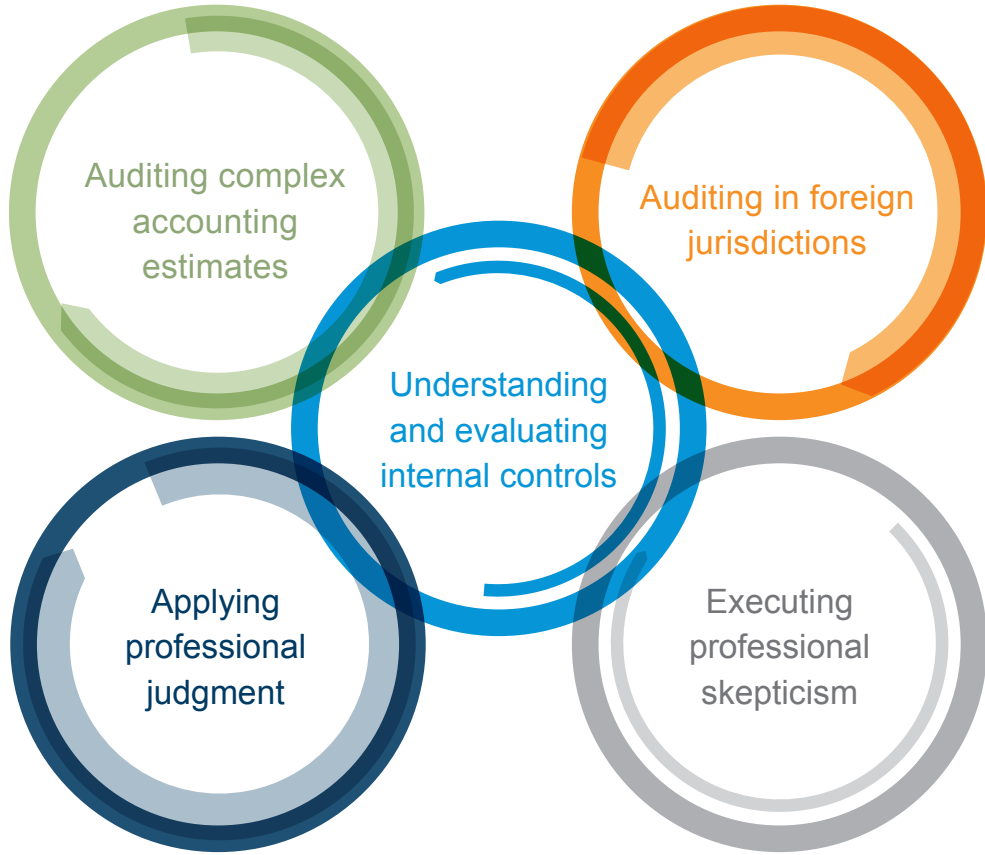 Auditing complex
accounting
estimates
Auditing in foreign
jurisdictions
Understanding
and evaluating
internal controls
Applying
professional
judgment
Executing
professional
skepticism